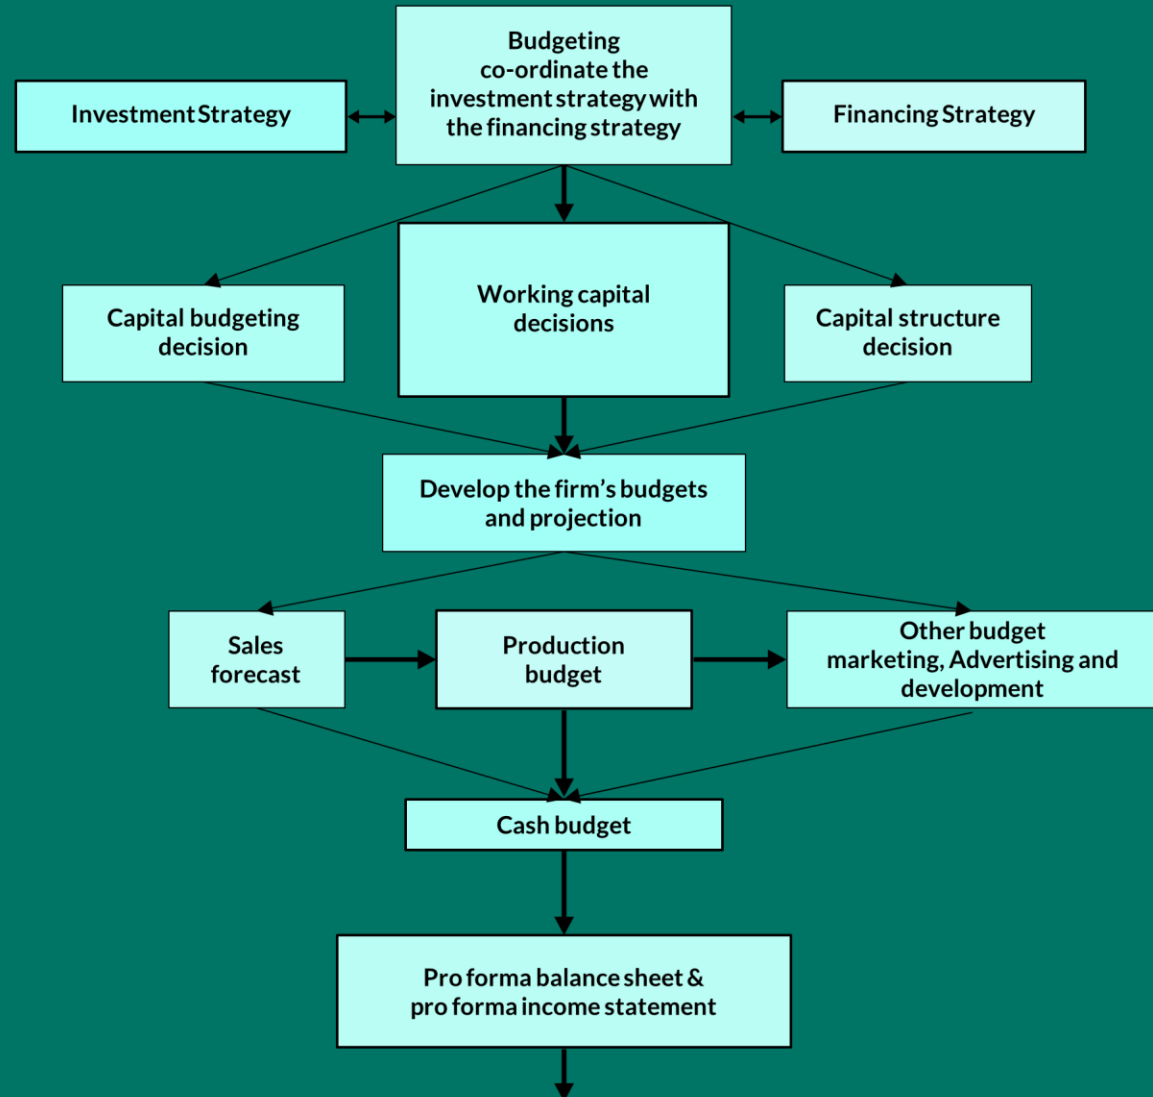 Budgeting
co-ordinate the
investment strategy with
the financing strategy
Investment Strategy
Financing Strategy
Capital budgeting
decision
Working capital
decisions
Capital structure
decision
Develop the firm’s budgets
and projection
Sales
forecast
Production
budget
Other budget
marketing, Advertising and
development
Cash budget
Pro forma balance sheet &
pro forma income statement